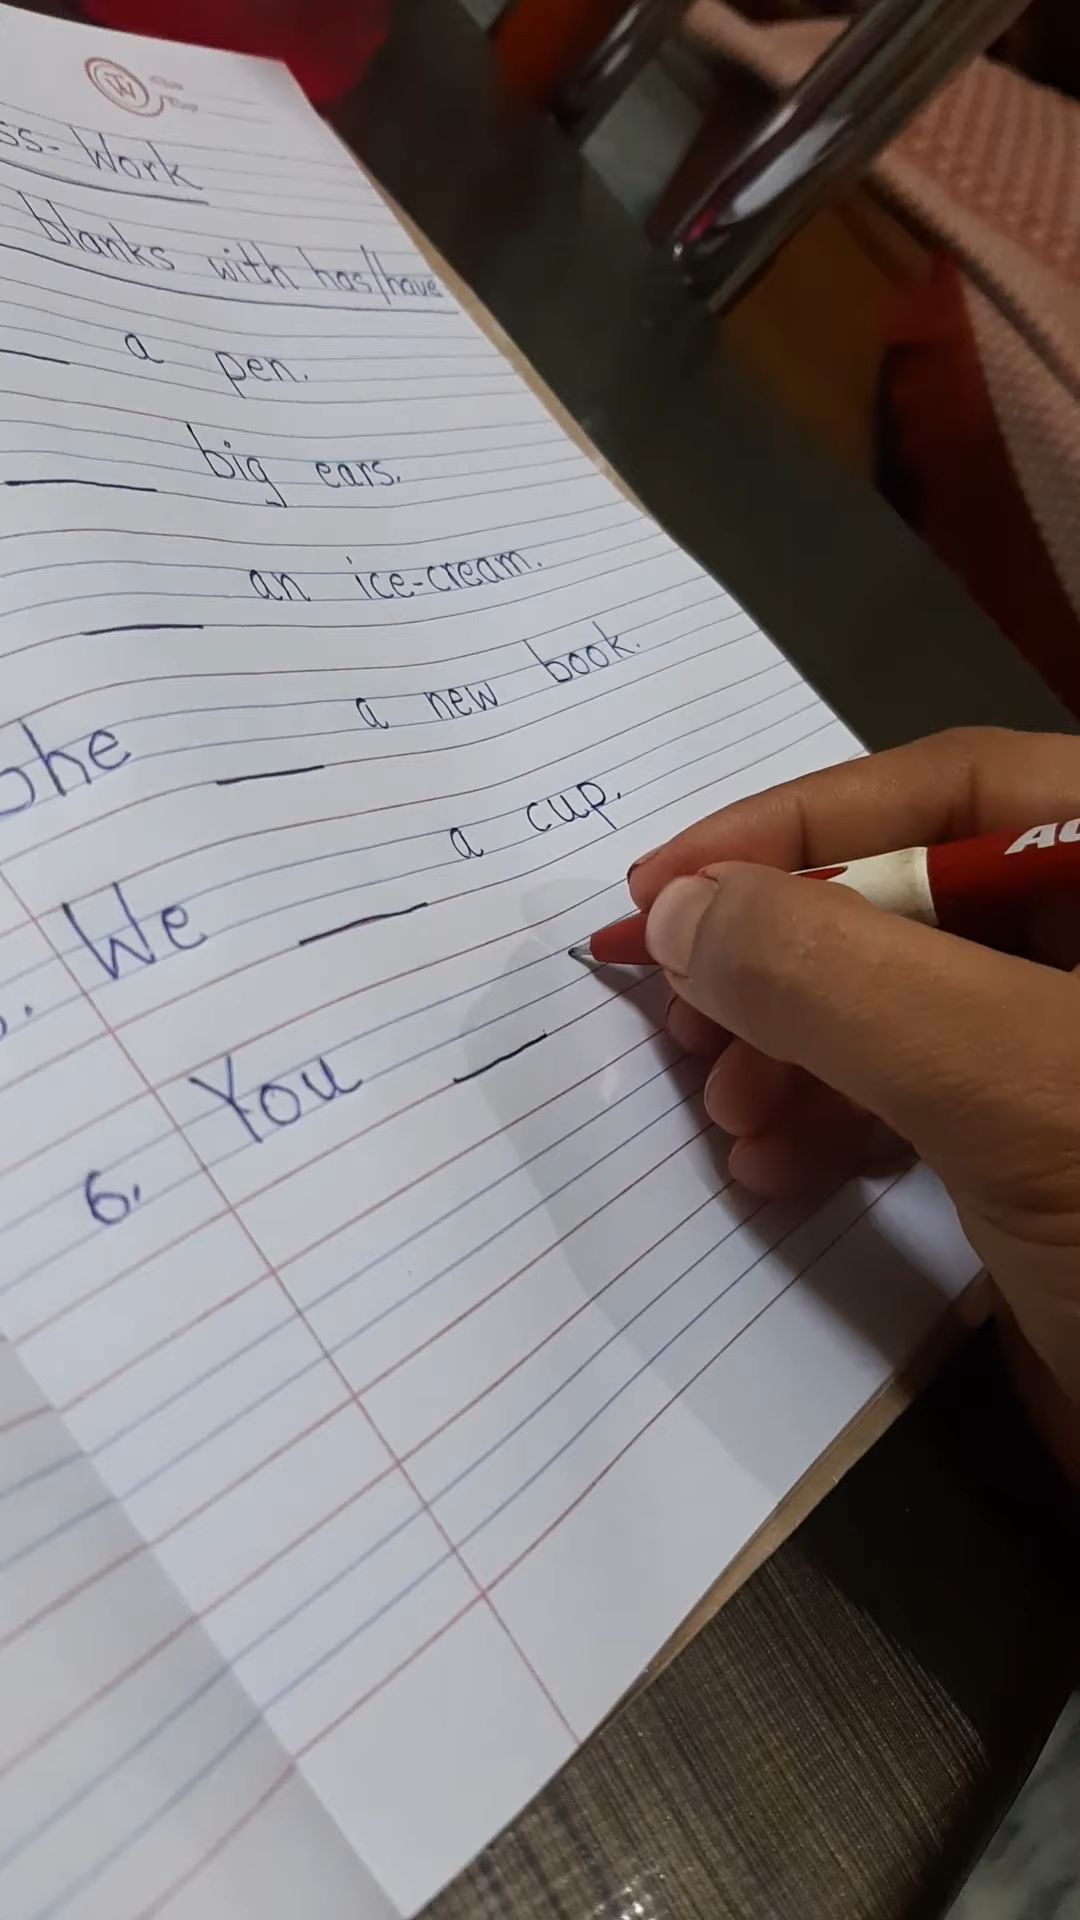 ss- Work
blanks with has/have
a pen.
big ears.
an ice-cream.
he a new book.
We a cup.
6. You